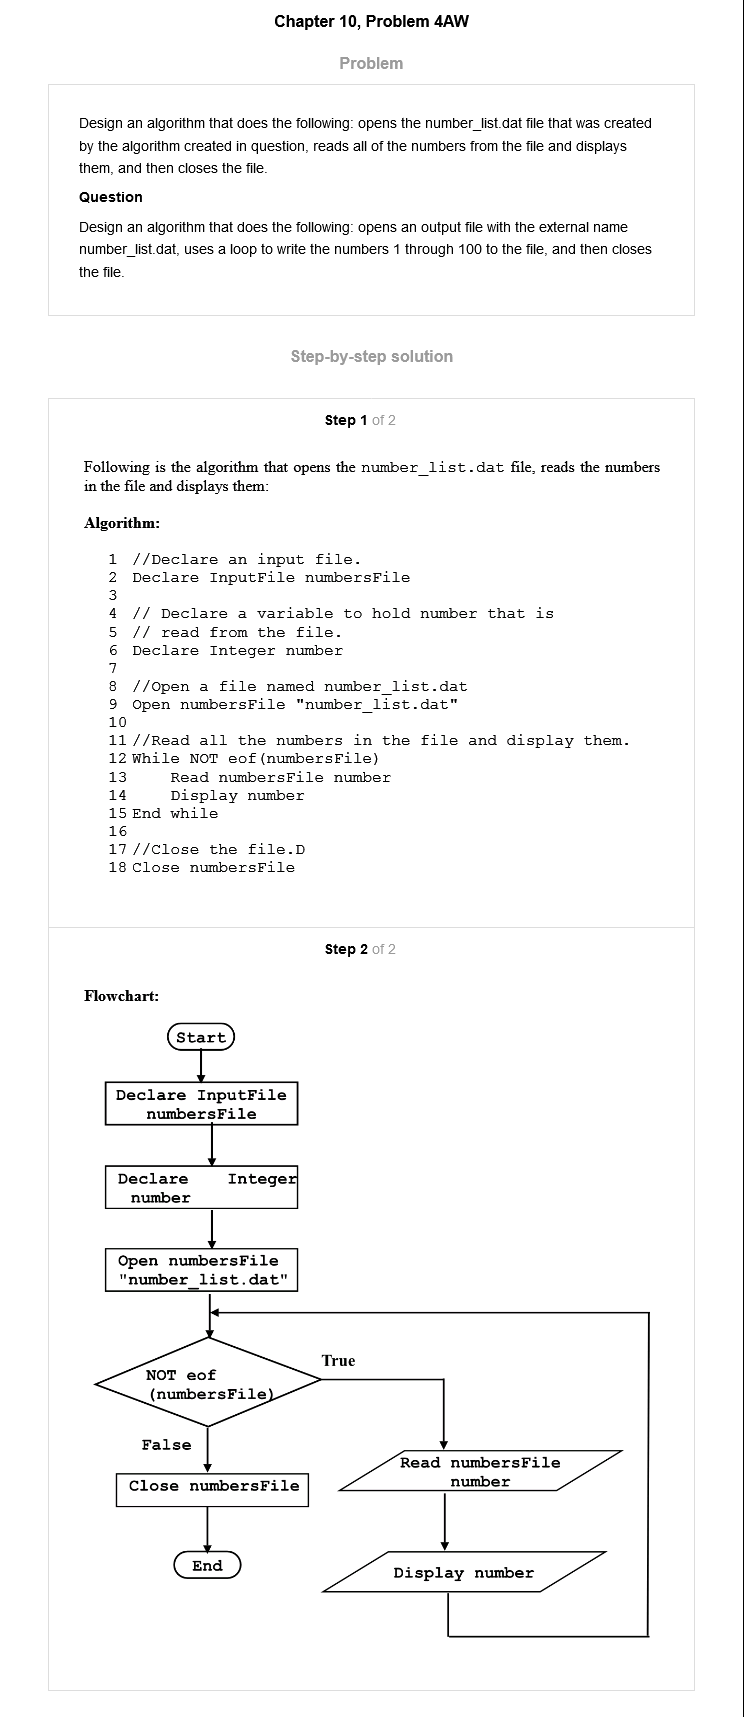 Chapter 10, Problem 4AW
Problem
Design an algorithm that does the following: opens the number_list.dat file that was created
by the algorithm created in question, reads all of the numbers from the file and displays
them, and then closes the file.
Question
Design an algorithm that does the following: opens an output file with the external name
number_list.dat, uses a loop to write the numbers 1 through 100 to the file, and then closes
the file.
Step-by-step solution
Step 1 of 2
Following is the algorithm that opens the number_list.dat file, reads the numbers
in the file and displays them:
Algorithm:
1 //Declare an input file.
2 Declare InputFile numbersFile
3
4 // Declare a variable to hold number that is
5 // read from the file.
6 Declare Integer number
7
8 //Open a file named number_list.dat
9 Open numbersFile "number_list.dat"
10
11 //Read all the numbers in the file and display them.
12 While NOT eof(numbersFile)
13     Read numbersFile number
14     Display number
15 End while
16
17 //Close the file.D
18 Close numbersFile
Step 2 of 2
Flowchart:
Start
Declare InputFile
numbersFile
Declare Integer
number
Open numbersFile
"number_list.dat"
NOT eof
(numbersFile)
True
False
Close numbersFile
End
Read numbersFile
number
Display number